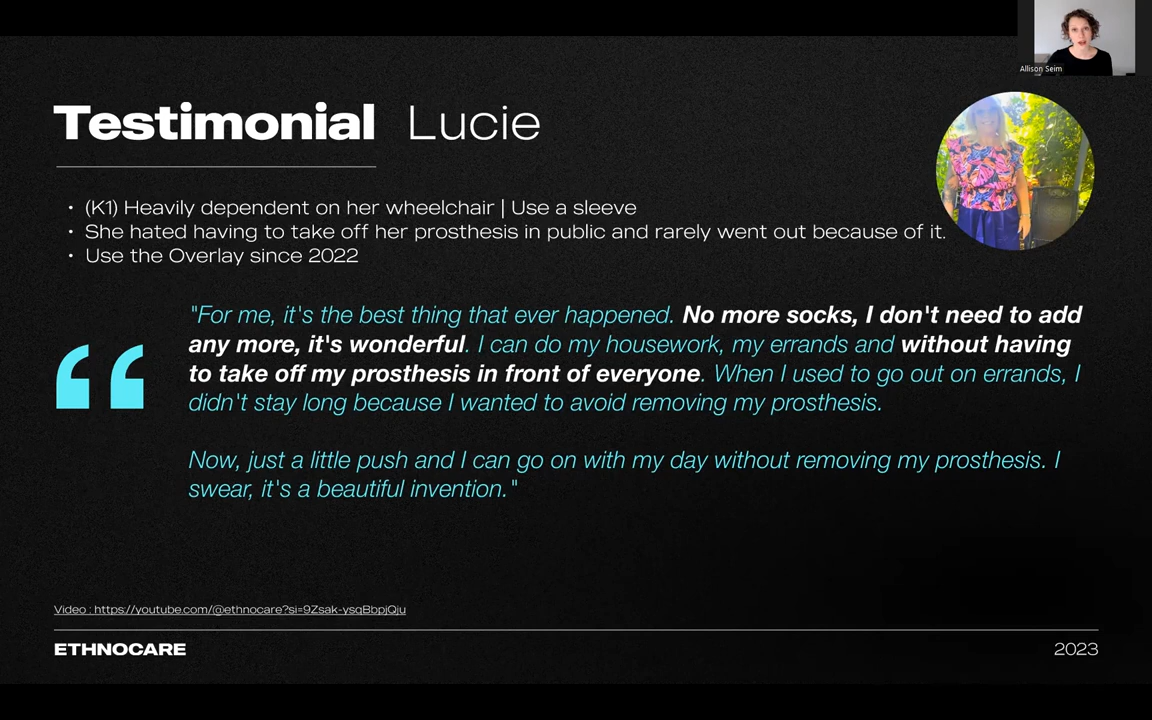 Allison Seim
Testimonial Lucie
• (K1) Heavily dependent on her wheelchair | Use a sleeve
• She hated having to take off her prosthesis in public and rarely went out because of it.
• Use the Overlay since 2022
"For me, it's the best thing that ever happened. No more socks, I don't need to add
any more, it's wonderful. I can do my housework, my errands and without having
to take off my prosthesis in front of everyone. When I used to go out on errands, I
didn't stay long because I wanted to avoid removing my prosthesis.
Now, just a little push and I can go on with my day without removing my prosthesis. I
swear, it's a beautiful invention."
Video : https://youtube.com/@ethnocare?si=9Zsak-ysqBbpjQju
ETHNOCARE 2023